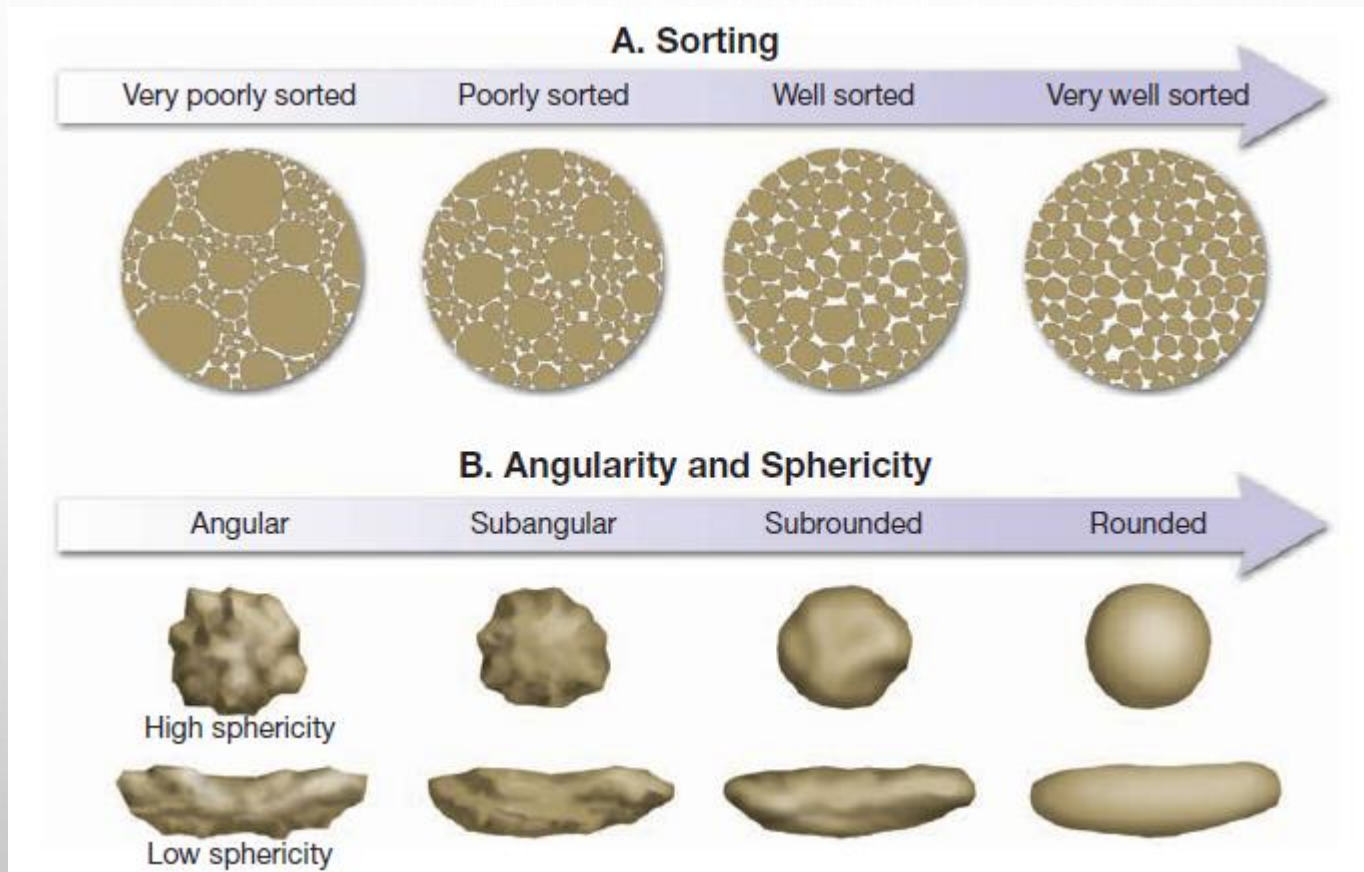 A. Sorting
Very poorly sorted Poorly sorted Well sorted Very well sorted
B. Angularity and Sphericity
Angular Subangular Subrounded Rounded
High sphericity
Low sphericity